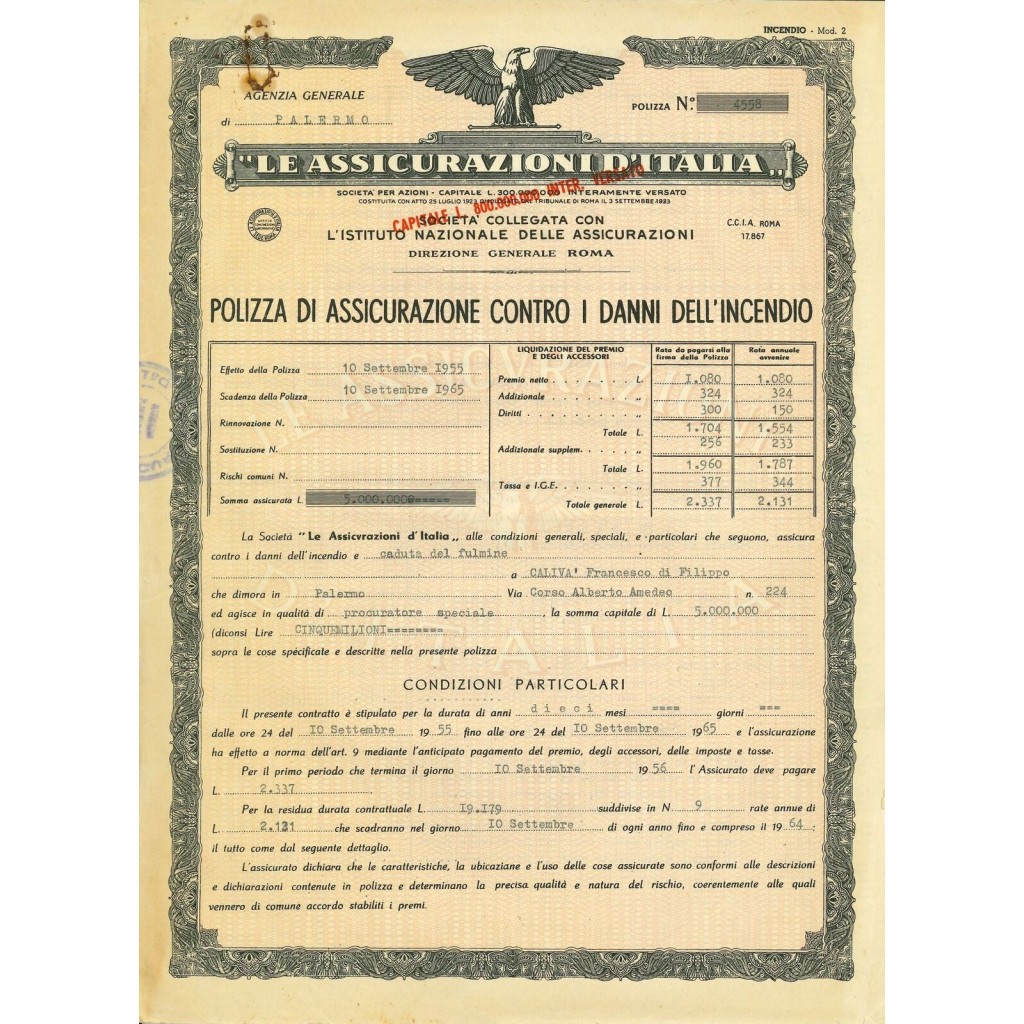 INCENDIO - Mod. 2
AGENZIA GENERALE
di PALERMO
POLIZZA N° 4558
"LE ASSICURAZIONI D'ITALIA„
SOCIETÀ PER AZIONI - CAPITALE L. 300.000.000 INTERAMENTE VERSATO
COSTITUITA CON ATTO 25 LUGLIO 1923 TRIBUNALE DI ROMA IL 3 SETTEMBRE 1923
CAPITALE L. 800.000.000 INTER. VERSATO
SOCIETÀ COLLEGATA CON
L'ISTITUTO NAZIONALE DELLE ASSICURAZIONI
DIREZIONE GENERALE ROMA
C.C.I.A. ROMA
17.867
POLIZZA DI ASSICURAZIONE CONTRO I DANNI DELL'INCENDIO
Effetto della Polizza 10 Settembre 1955
Scadenza della Polizza 10 Settembre 1965
Rinnovazione N.
Sostituzione N.
Rischi comuni N.
Somma assicurata L. 5.000.000=====
LIQUIDAZIONE DEL PREMIO E DEGLI ACCESSORI Rata da pagarsi alla firma della Polizza Rata annuale avvenire
Premio netto . . . . . . . L. 1.080 1.080
Addizionale . . . . . . . „ 324 324
Diritti . . . . . . . . . „ 300 150
Totale L. 1.704 1.554
Addizionale supplem. . . . . „ 256 233
Totale L. 1.960 1.787
Tassa e I.G.E. . . . . . . „ 377 344
Totale generale L. 2.337 2.131
La Società "Le Assicvrazioni d'Italia„ alle condizioni generali, speciali, e particolari che seguono, assicura
contro i danni dell'incendio e caduta del fulmine
a CALIVA' Francesco di Filippo
che dimora in Palermo Via Corso Alberto Amedeo n. 224
ed agisce in qualità di procuratore speciale , la somma capitale di L. 5.000.000
(diconsi Lire CINQUEMILIONI========
sopra le cose specificate e descritte nella presente polizza
CONDIZIONI PARTICOLARI
Il presente contratto è stipulato per la durata di anni dieci mesi ==== giorni ===
dalle ore 24 del 10 Settembre 1955 fino alle ore 24 del 10 Settembre 1965 e l'assicurazione
ha effetto a norma dell'art. 9 mediante l'anticipato pagamento del premio, degli accessori, delle imposte e tasse.
Per il primo periodo che termina il giorno 10 Settembre 1956 l'Assicurato deve pagare
L. 2.337
Per la residua durata contrattuale L. 19.179 suddivise in N 9 rate annue di
L. 2.131 che scadranno nel giorno 10 Settembre di ogni anno fino e compreso il 1964 ;
il tutto come dal seguente dettaglio.
L'assicurato dichiara che le caratteristiche, la ubicazione e l'uso delle cose assicurate sono conformi alle descrizioni
e dichiarazioni contenute in polizza e determinano la precisa qualità e natura del rischio, coerentemente alle quali
vennero di comune accordo stabiliti i premi.